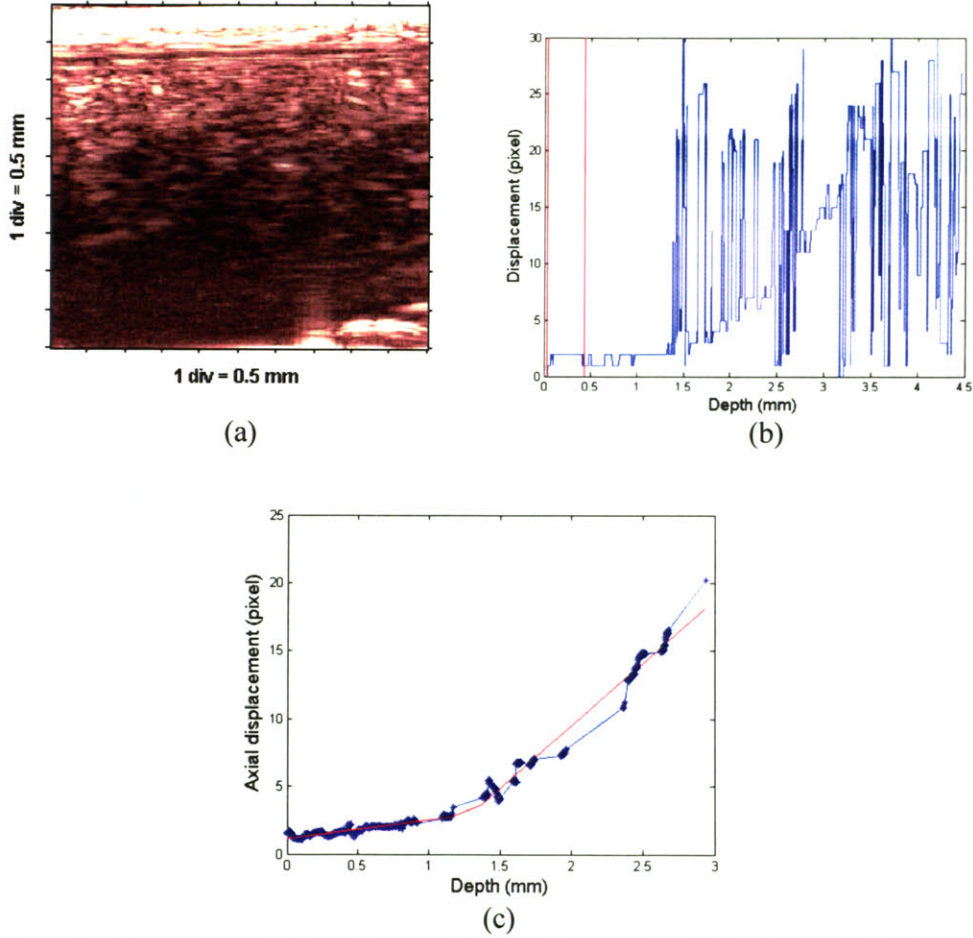 1 div = 0.5 mm
1 div = 0.5 mm
(a)
30
25
20
15
10
5
0
Displacement (pixel)
0 0.5 1 1.5 2 2.5 3 3.5 4 4.5
Depth (mm)
(b)
25
20
15
10
5
0
Axial displacement (pixel)
0 0.5 1 1.5 2 2.5 3
Depth (mm)
(c)